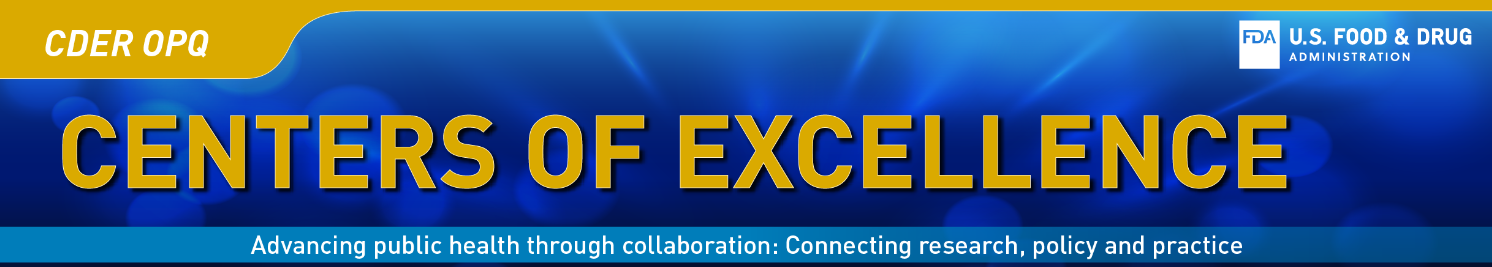 CDER OPQ
FDA U.S. FOOD & DRUG
ADMINISTRATION
CENTERS OF EXCELLENCE
Advancing public health through collaboration: Connecting research, policy and practice